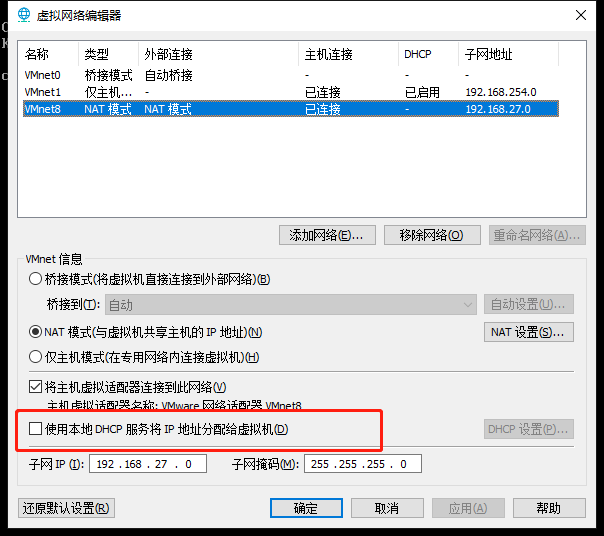 虚拟网络编辑器
名称 类型 外部连接 主机连接 DHCP 子网地址
VMnet0 桥接模式 自动桥接 - - -
VMnet1 仅主机... - 已连接 已启用 192.168.254.0
VMnet8 NAT 模式 NAT 模式 已连接 - 192.168.27.0
添加网络(E)... 移除网络(O) 重命名网络(A)...
VMnet 信息
桥接模式(将虚拟机直接连接到外部网络)(B)
桥接到(T): 自动 自动设置(U)...
NAT 模式(与虚拟机共享主机的 IP 地址)(N) NAT 设置(S)...
仅主机模式(在专用网络内连接虚拟机)(H)
将主机虚拟适配器连接到此网络(V)
主机虚拟适配器名称: VMware 网络适配器 VMnet8
使用本地 DHCP 服务将 IP 地址分配给虚拟机(D) DHCP 设置(P)...
子网 IP (I): 192 . 168 . 27 . 0 子网掩码(M): 255 . 255 . 255 . 0
还原默认设置(R) 确定 取消 应用(A) 帮助